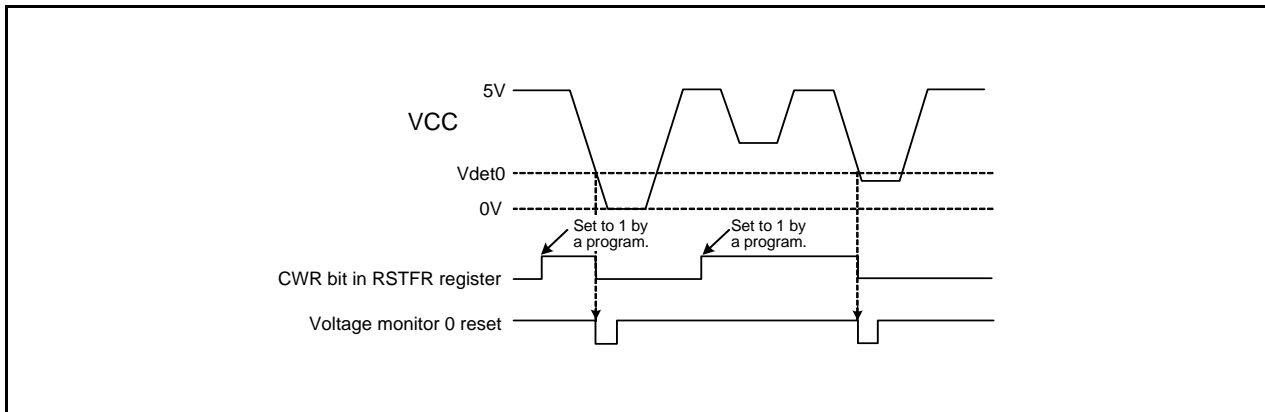 5V
VCC
Vdet0
0V
Set to 1 by
a program.
Set to 1 by
a program.
CWR bit in RSTFR register
Voltage monitor 0 reset